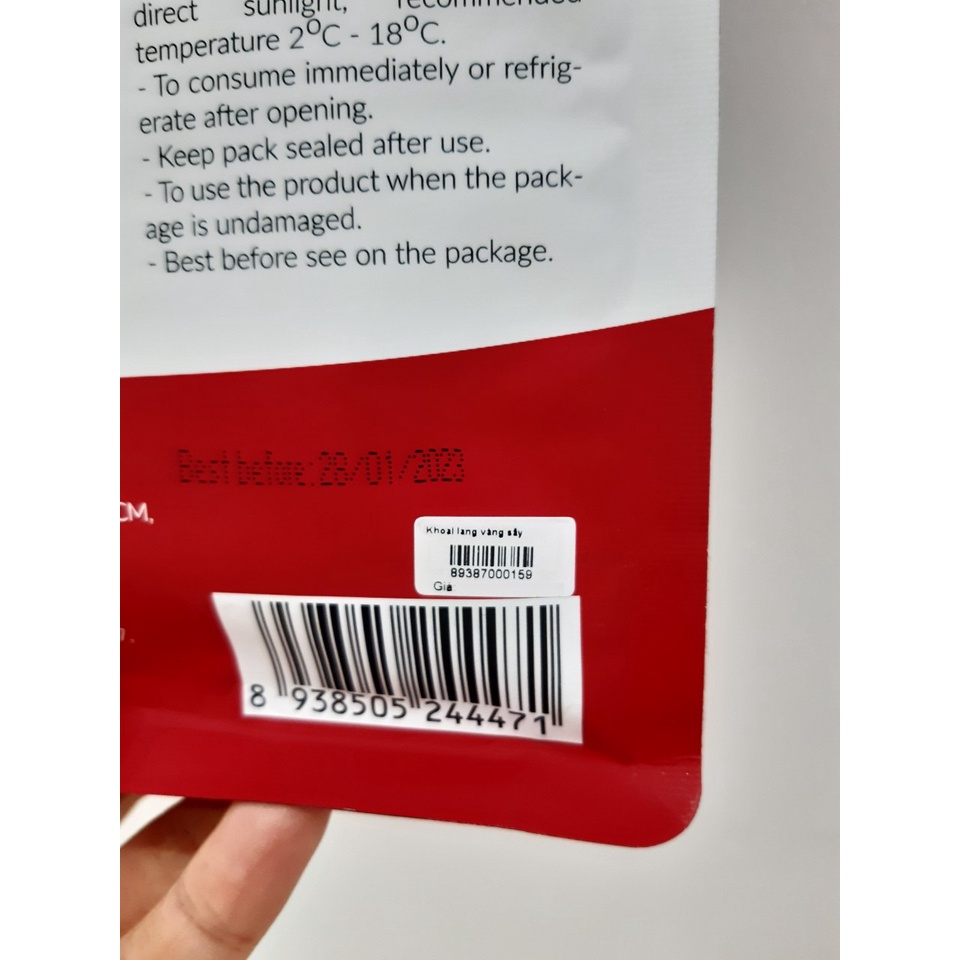 direct sunlight, recommended
temperature 2⁰C - 18⁰C.
- To consume immediately or refrig-
erate after opening.
- Keep pack sealed after use.
- To use the product when the pack-
age is undamaged.
- Best before see on the package.
Best before: 28/01/2023
CM,
Khoai lang vàng sấy
89387000159
Giá
8 938505 244471